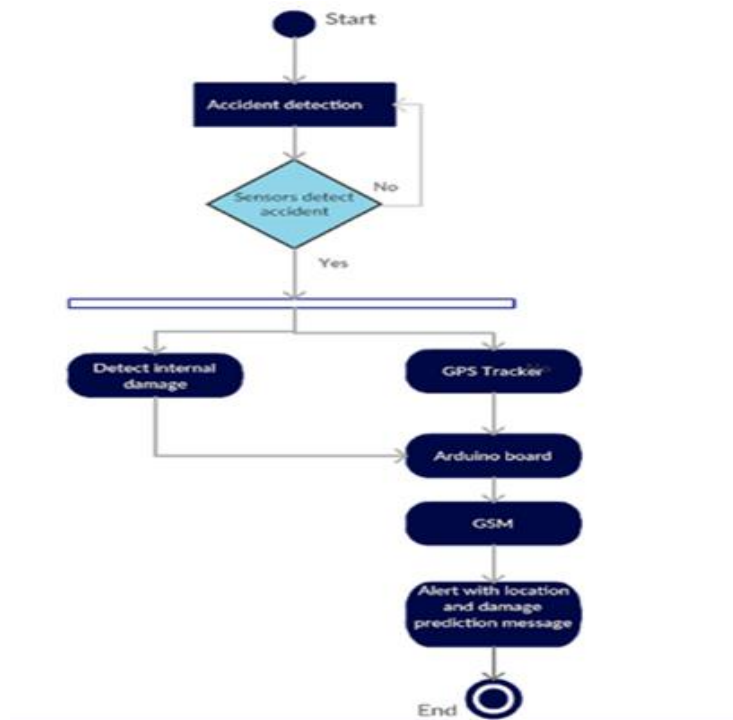 Start
Accident detection
No
Sensors detect
accident
Yes
Detect internal
damage
GPS Tracker
No
Arduino board
GSM
Alert with location
and damage
prediction message
End